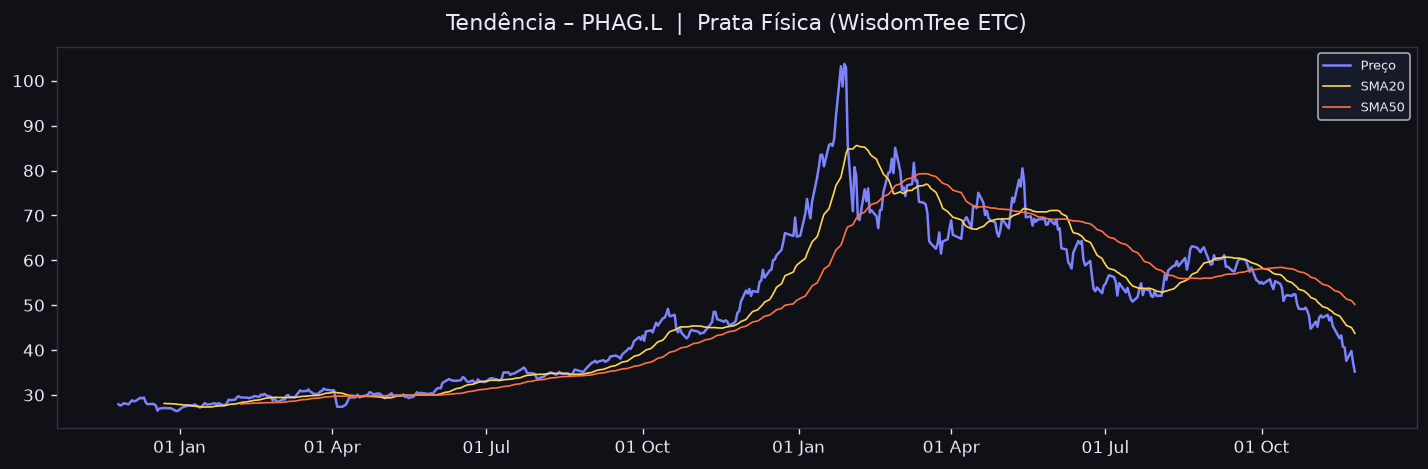 Tendência – PHAG.L | Prata Física (WisdomTree ETC)
Preço
SMA20
SMA50
100
90
80
70
60
50
40
30
01 Jan
01 Apr
01 Jul
01 Oct
01 Jan
01 Apr
01 Jul
01 Oct